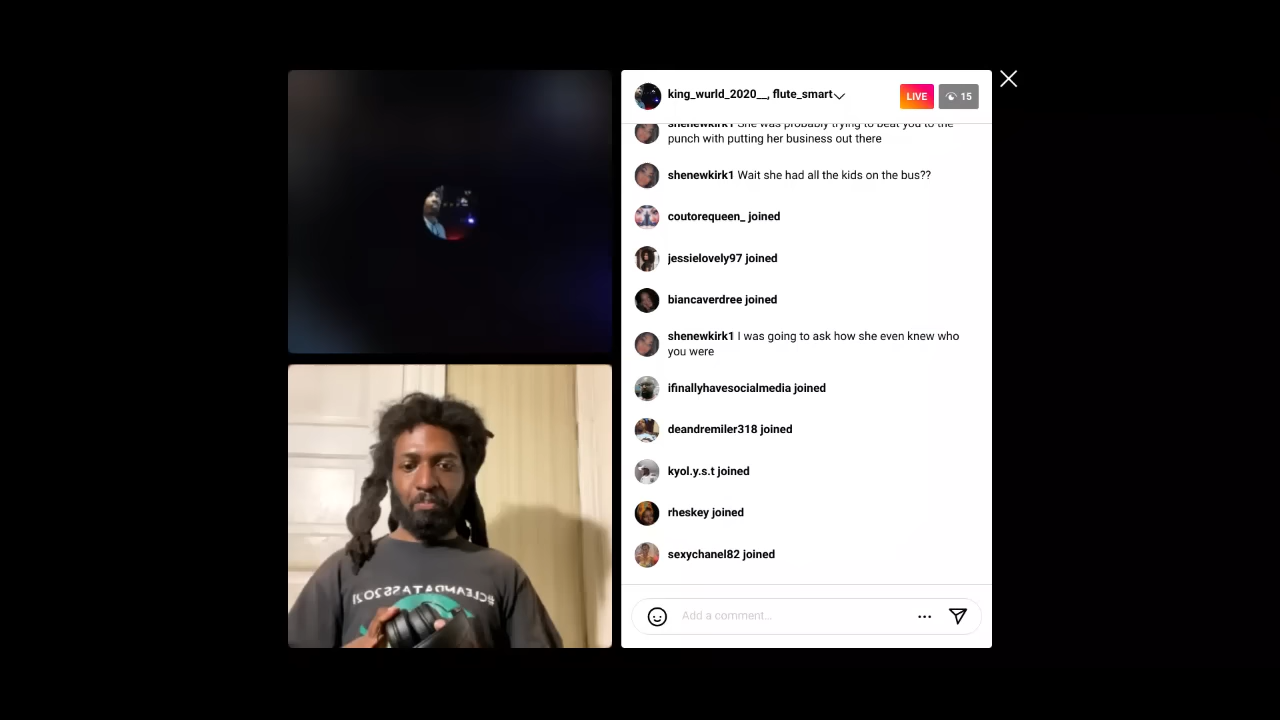 king_wurld_2020__, flute_smart
LIVE
15
shenewkirk1 She was probably trying to beat you to the
punch with putting her business out there
shenewkirk1 Wait she had all the kids on the bus??
coutorequeen_ joined
jessielovely97 joined
biancaverdree joined
shenewkirk1 I was going to ask how she even knew who
you were
ifinallyhavesocialmedia joined
deandremiler318 joined
kyol.y.s.t joined
rheskey joined
sexychanel82 joined
Add a comment...
#CLEANDATASS2021